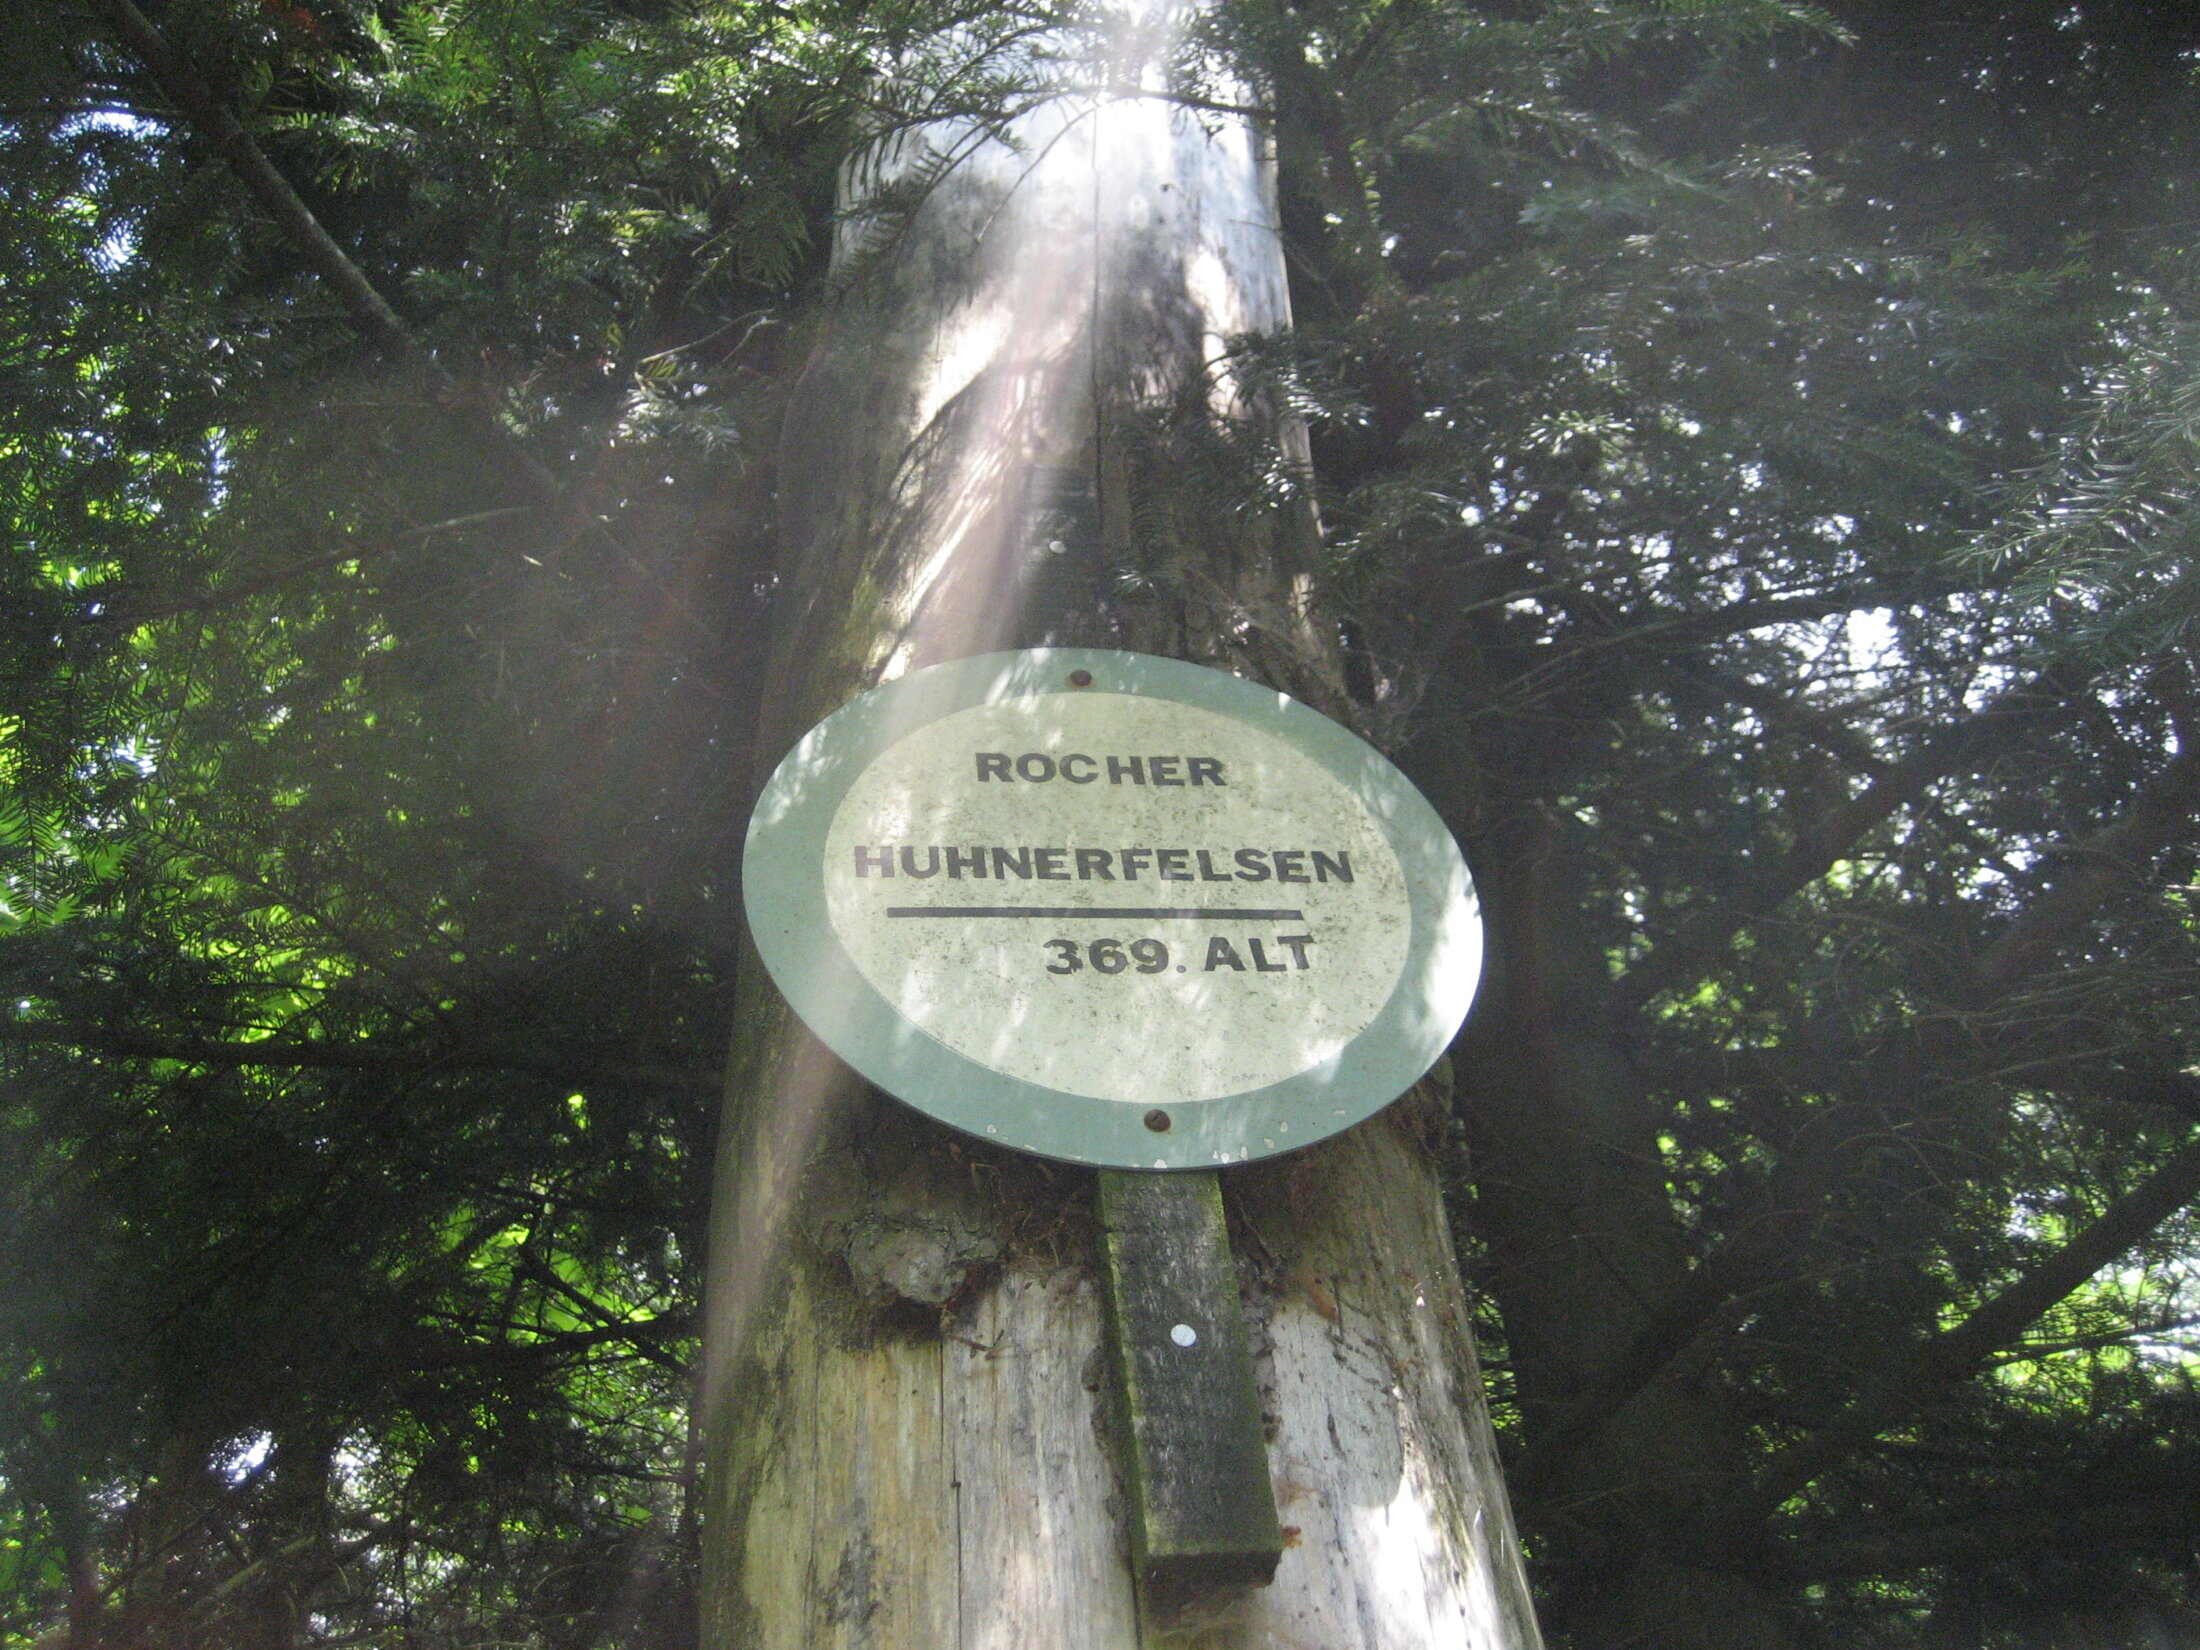 ROCHER
HUHNERFELSEN
369. ALT